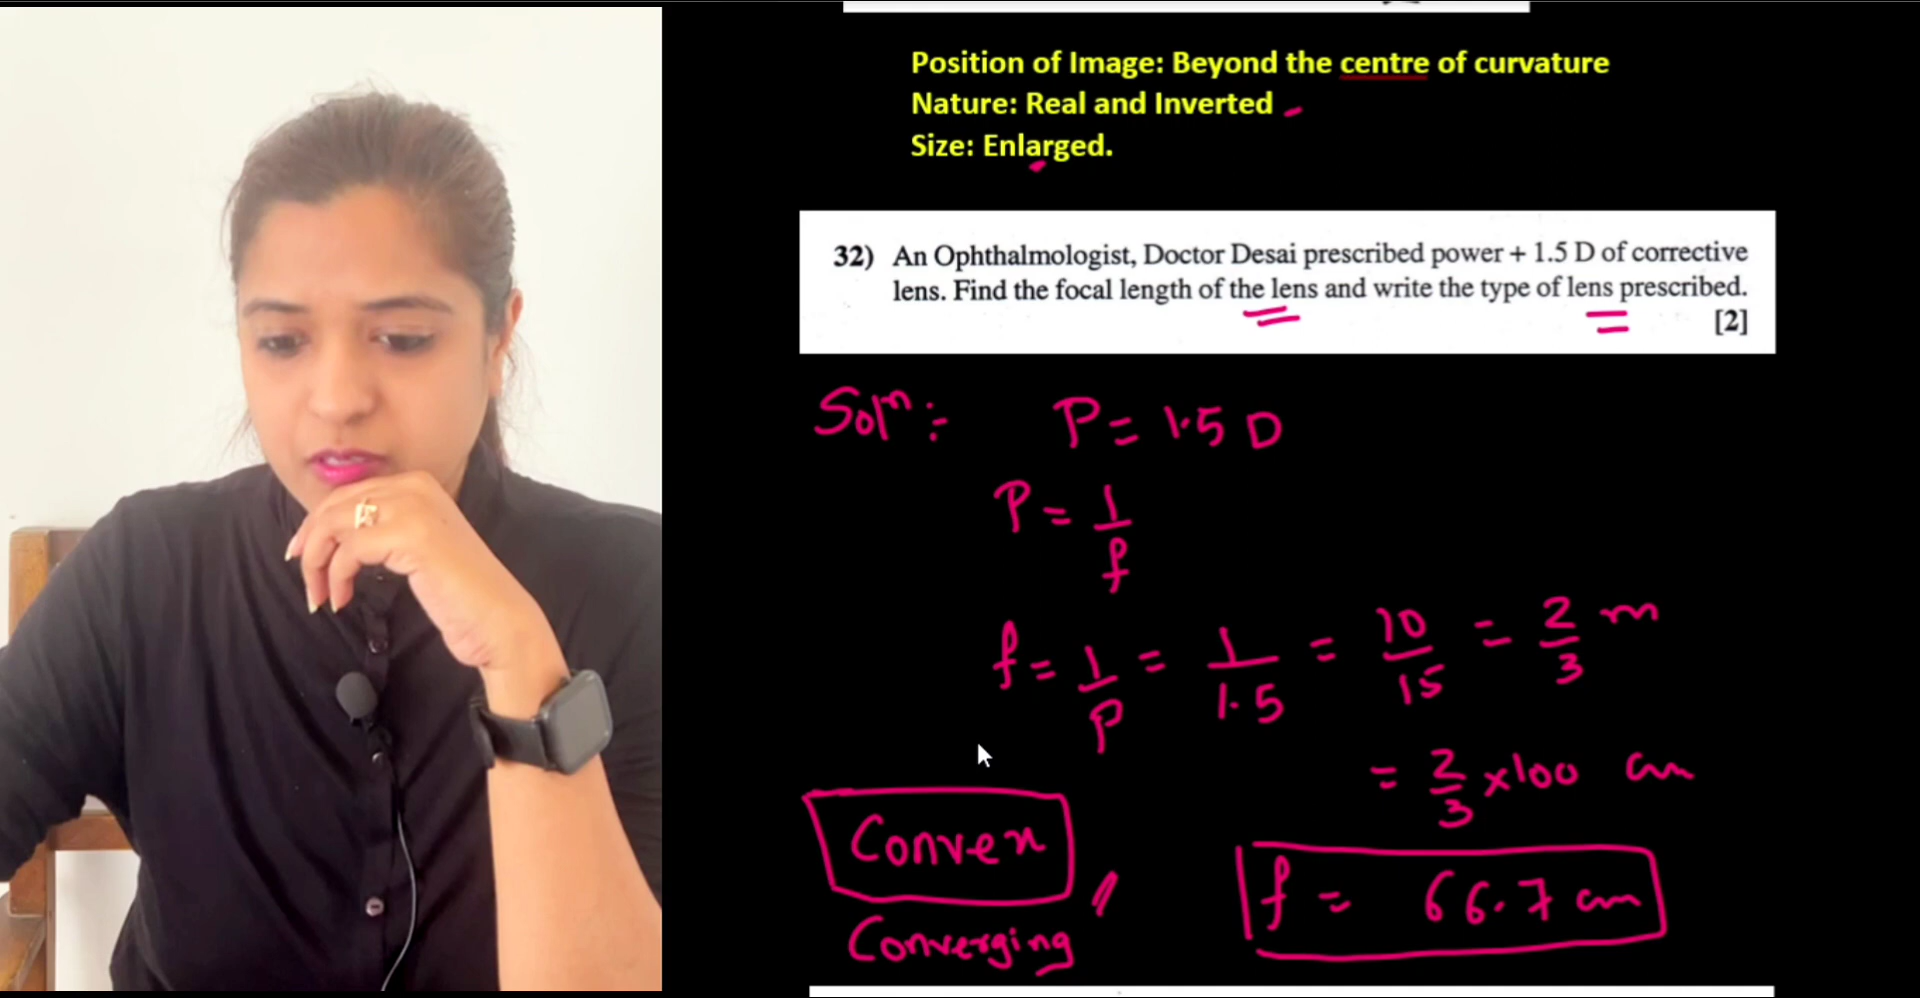 Position of Image: Beyond the centre of curvature
Nature: Real and Inverted
Size: Enlarged.
32) An Ophthalmologist, Doctor Desai prescribed power + 1.5 D of corrective
lens. Find the focal length of the lens and write the type of lens prescribed.
[2]
Solⁿ:- P = 1.5 D
P = 1/f
f = 1/P = 1/1.5 = 10/15 = 2/3 m
= 2/3 x 100 cm
Convex
f = 66.7 cm
Converging